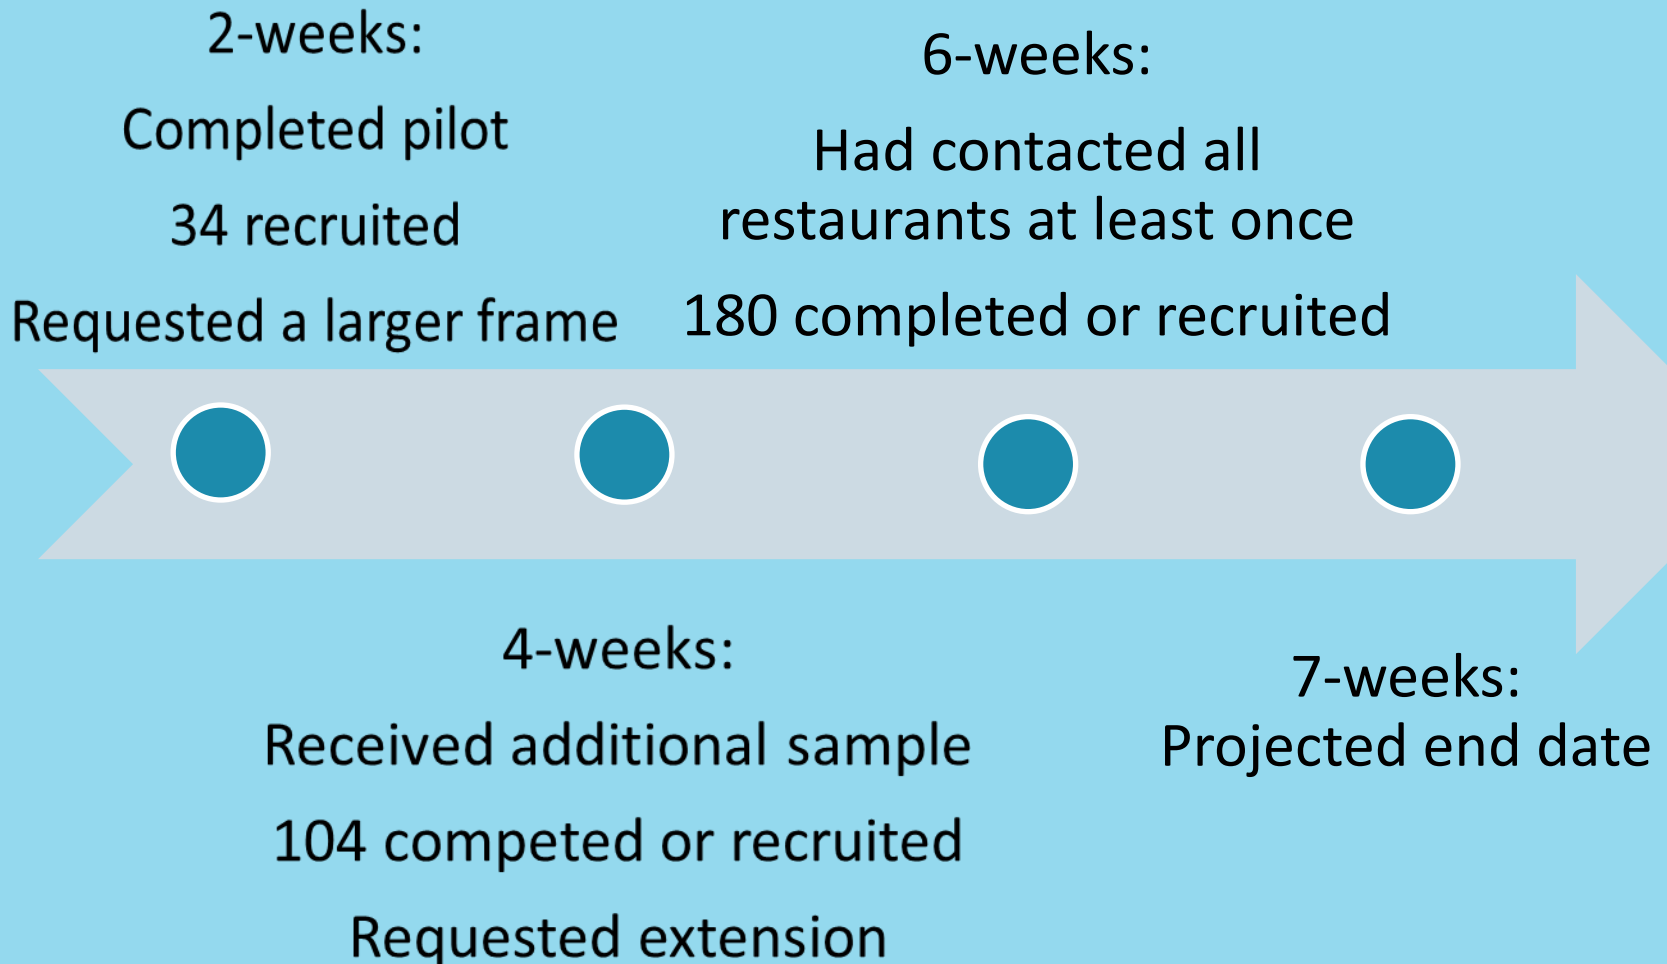 2-weeks:
Completed pilot
34 recruited
Requested a larger frame
4-weeks:
Received additional sample
104 competed or recruited
Requested extension
6-weeks:
Had contacted all
restaurants at least once
180 completed or recruited
7-weeks:
Projected end date